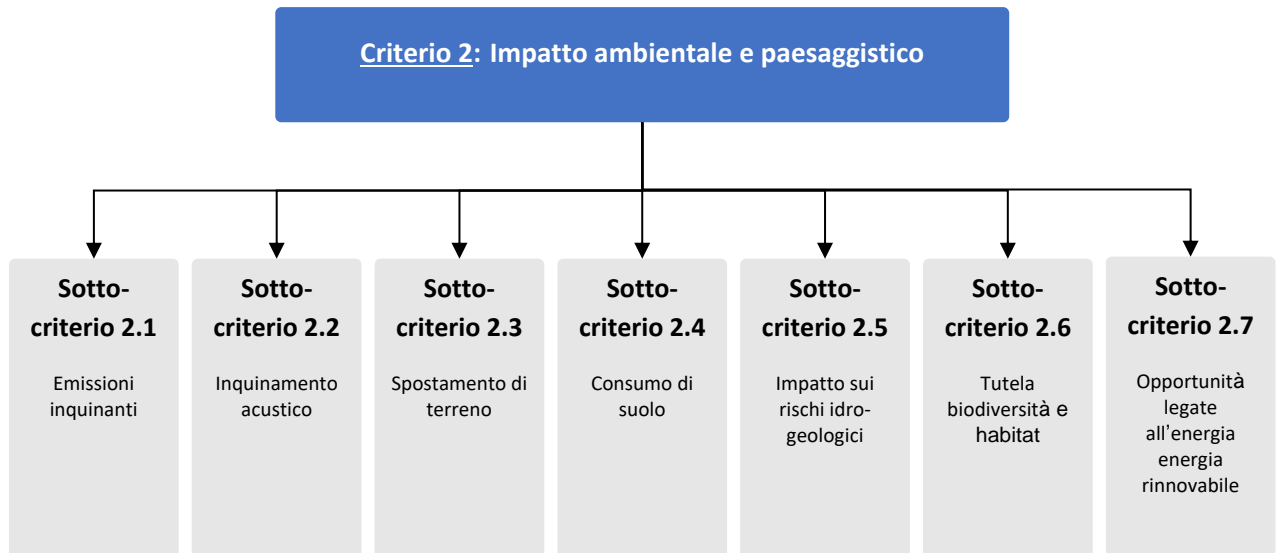 Criterio 2: Impatto ambientale e paesaggistico
Sotto-
criterio 2.1
Emissioni
inquinanti
Sotto-
criterio 2.2
Inquinamento
acustico
Sotto-
criterio 2.3
Spostamento di
terreno
Sotto-
criterio 2.4
Consumo di
suolo
Sotto-
criterio 2.5
Impatto sui
rischi idro-
geologici
Sotto-
criterio 2.6
Tutela
biodiversità e
habitat
Sotto-
criterio 2.7
Opportunità
legate
all'energia
energia
rinnovabile